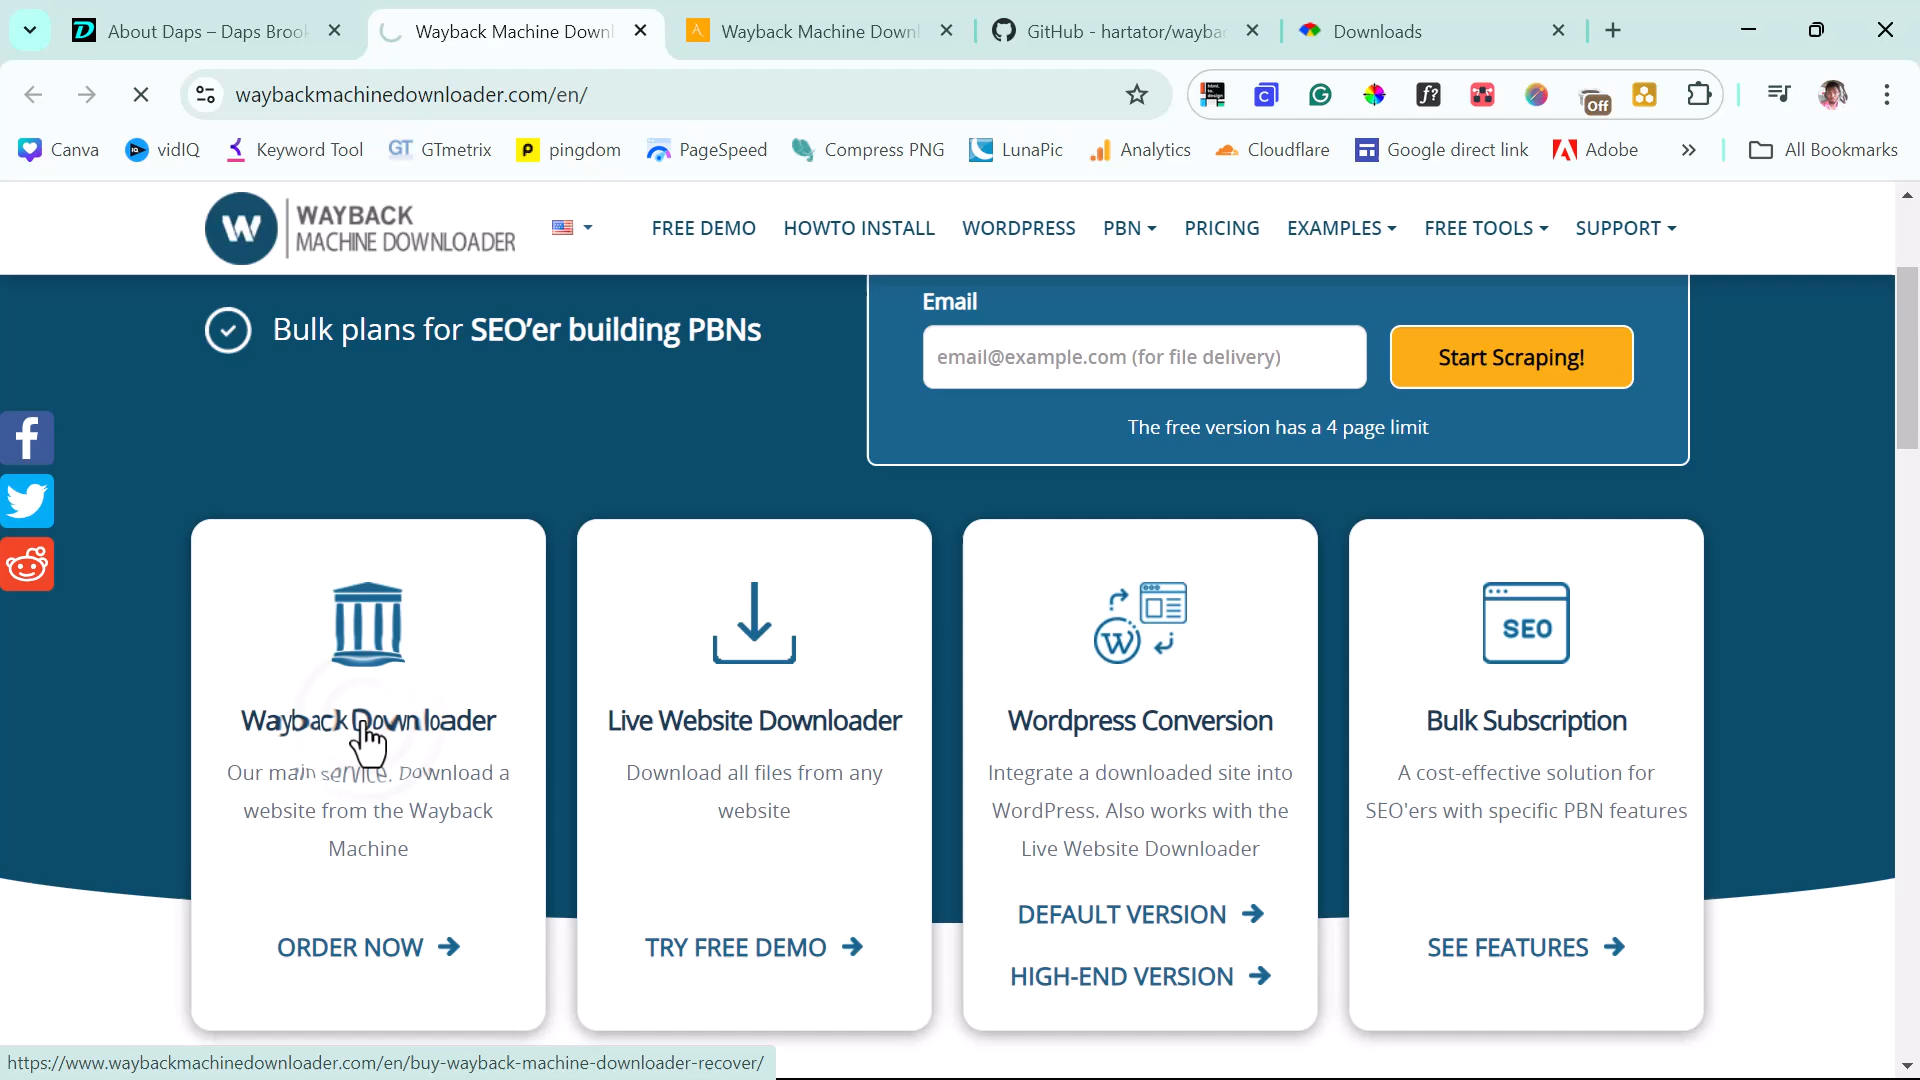 About Daps – Daps Broo
Wayback Machine Downl
Wayback Machine Downl
GitHub - hartator/wayba
Downloads
waybackmachinedownloader.com/en/
Off
Canva
vidIQ
Keyword Tool
GTmetrix
pingdom
PageSpeed
Compress PNG
LunaPic
Analytics
Cloudflare
Google direct link
Adobe
All Bookmarks
W
WAYBACK
MACHINE DOWNLOADER
FREE DEMO
HOWTO INSTALL
WORDPRESS
PBN
PRICING
EXAMPLES
FREE TOOLS
SUPPORT
Bulk plans for SEO’er building PBNs
Email
email@example.com (for file delivery)
Start Scraping!
The free version has a 4 page limit
Wayback Downloader
Our main service. Download a
website from the Wayback
Machine
ORDER NOW
Live Website Downloader
Download all files from any
website
TRY FREE DEMO
Wordpress Conversion
Integrate a downloaded site into
WordPress. Also works with the
Live Website Downloader
DEFAULT VERSION
HIGH-END VERSION
SEO
Bulk Subscription
A cost-effective solution for
SEO'ers with specific PBN features
SEE FEATURES
https://www.waybackmachinedownloader.com/en/buy-wayback-machine-downloader-recover/